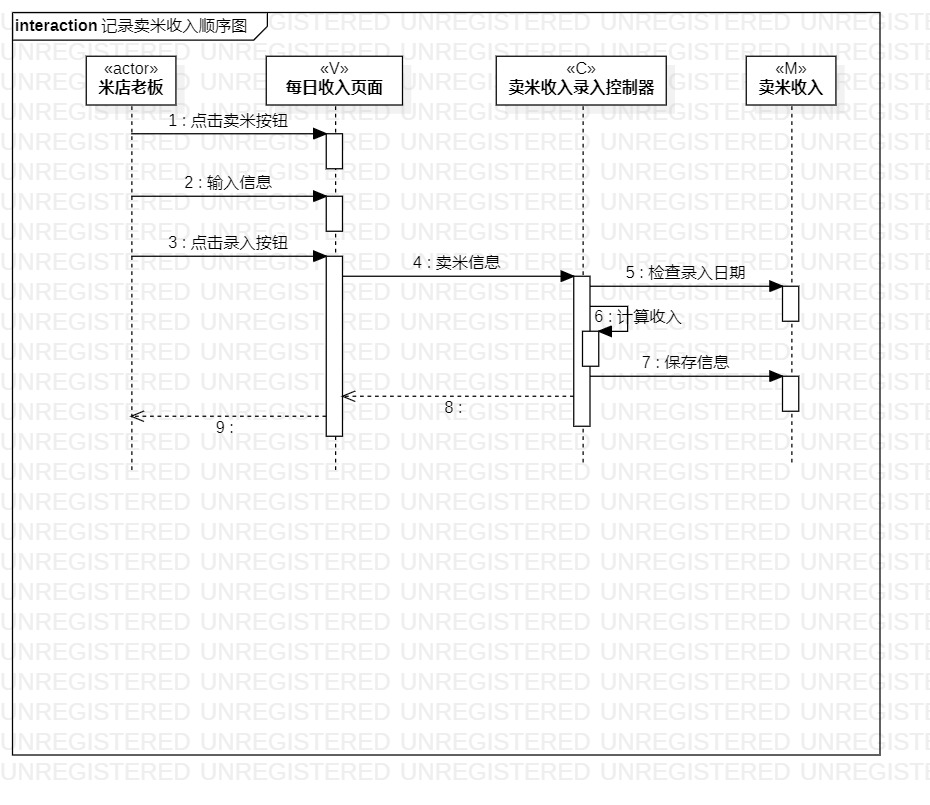 interaction 记录卖米收入顺序图
«actor»
米店老板
«V»
每日收入页面
«C»
卖米收入录入控制器
«M»
卖米收入
1 : 点击卖米按钮
2 : 输入信息
3 : 点击录入按钮
4 : 卖米信息
5 : 检查录入日期
6 : 计算收入
7 : 保存信息
8 :
9 :
UNREGISTERED